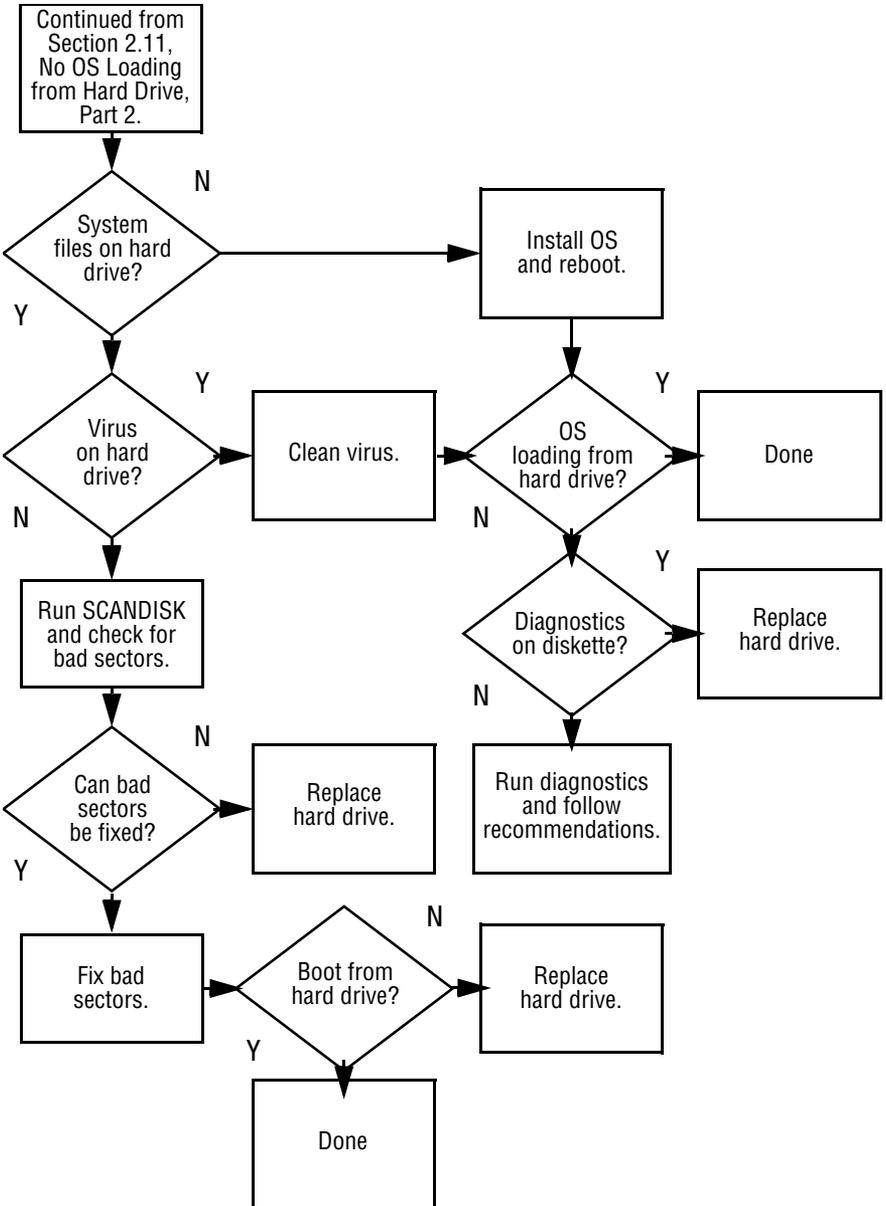 Continued from
Section 2.11,
No OS Loading
from Hard Drive,
Part 2.
N
System
files on hard
drive?
Y
Install OS
and reboot.
Y
Virus
on hard
drive?
N
Clean virus.
Y
OS
loading from
hard drive?
N
Done
Y
Diagnostics
on diskette?
N
Replace
hard drive.
Run SCANDISK
and check for
bad sectors.
N
Can bad
sectors
be fixed?
Y
Replace
hard drive.
Run diagnostics
and follow
recommendations.
Fix bad
sectors.
N
Boot from
hard drive?
Y
Replace
hard drive.
Done